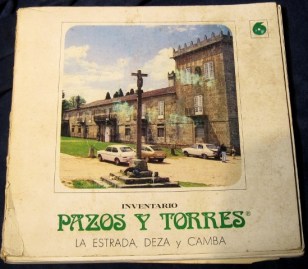 6
INVENTARIO
PAZOS Y TORRES®
LA ESTRADA, DEZA y CAMBA